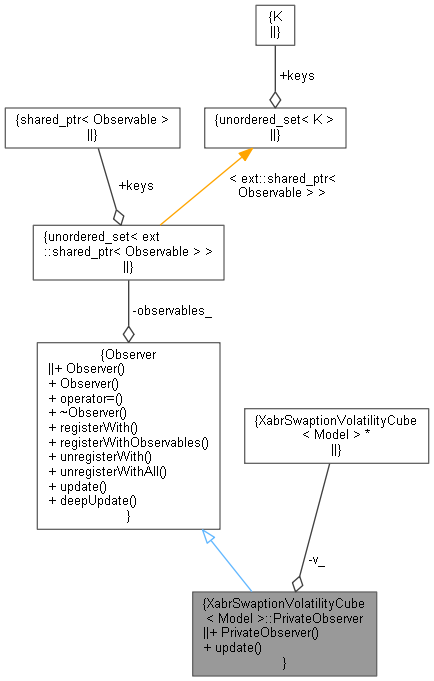 {K
||}
+keys
{shared_ptr< Observable >
||}
{unordered_set< K >
||}
+keys
< ext::shared_ptr<
Observable > >
{unordered_set< ext
::shared_ptr< Observable > >
||}
-observables_
{Observer
||+ Observer()
+ Observer()
+ operator=()
+ ~Observer()
+ registerWith()
+ registerWithObservables()
+ unregisterWith()
+ unregisterWithAll()
+ update()
+ deepUpdate()
}
{XabrSwaptionVolatilityCube
< Model > *
||}
-v_
{XabrSwaptionVolatilityCube
< Model >::PrivateObserver
||+ PrivateObserver()
+ update()
}